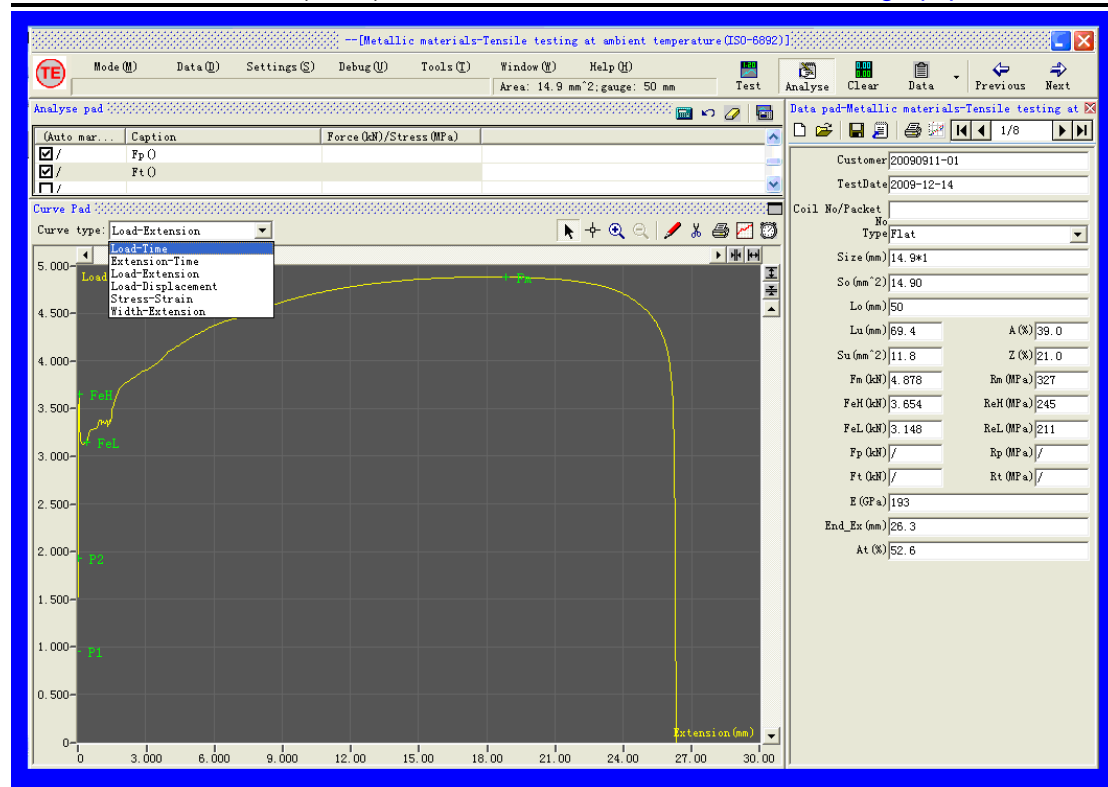 --[Metallic materials-Tensile testing at ambient temperature(ISO-6892)]
TE
Mode(M) Data(D) Settings(S) Debug(U) Tools(T) Window(W) Help(H)
Area: 14.9 mm^2;gauge: 50 mm
Test Analyse Clear Data Previous Next
Analyse pad
(Auto mar... Caption Force(kN)/Stress(MPa)
/ Fp()
/ Ft()
/
Curve Pad
Curve type: Load-Extension
Load-Time
Extension-Time
Load-Extension
Load-Displacement
Stress-Strain
Width-Extension
Load
5.000
4.500
4.000
3.500
3.000
2.500
2.000
1.500
1.000
0.500
0
Fm
FeH
FeL
P2
P1
Extension(mm)
0 3.000 6.000 9.000 12.00 15.00 18.00 21.00 24.00 27.00 30.00
Data pad-Metallic materials-Tensile testing at
1/8
Customer 20090911-01
TestDate 2009-12-14
Coil No/Packet No
Type Flat
Size(mm) 14.9*1
So(mm^2) 14.90
Lo(mm) 50
Lu(mm) 69.4 A(%) 39.0
Su(mm^2) 11.8 Z(%) 21.0
Fm(kN) 4.878 Rm(MPa) 327
FeH(kN) 3.654 ReH(MPa) 245
FeL(kN) 3.148 ReL(MPa) 211
Fp(kN) / Rp(MPa) /
Ft(kN) / Rt(MPa) /
E(GPa) 193
End_Ex(mm) 26.3
At(%) 52.6